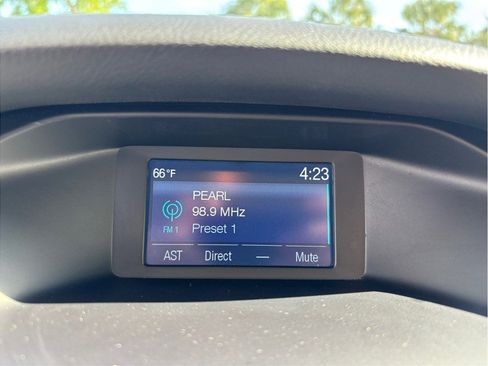 66°F 4:23
PEARL
98.9 MHz
FM 1 Preset 1
AST Direct — Mute